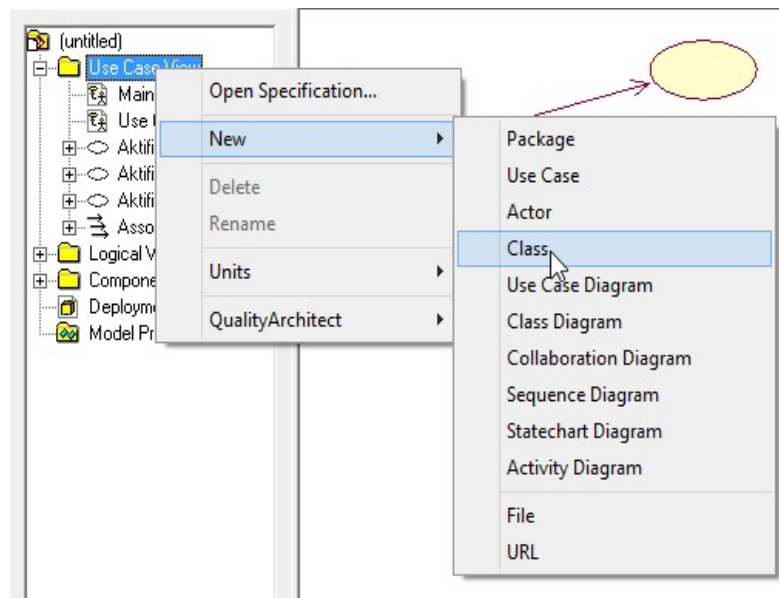 (untitled)
Use Case View
Main
Use
Aktifi
Aktifi
Aktifi
Asso
Logical V
Compone
Deployme
Model Pr
Open Specification...
New
Delete
Rename
Units
QualityArchitect
Package
Use Case
Actor
Class
Use Case Diagram
Class Diagram
Collaboration Diagram
Sequence Diagram
Statechart Diagram
Activity Diagram
File
URL